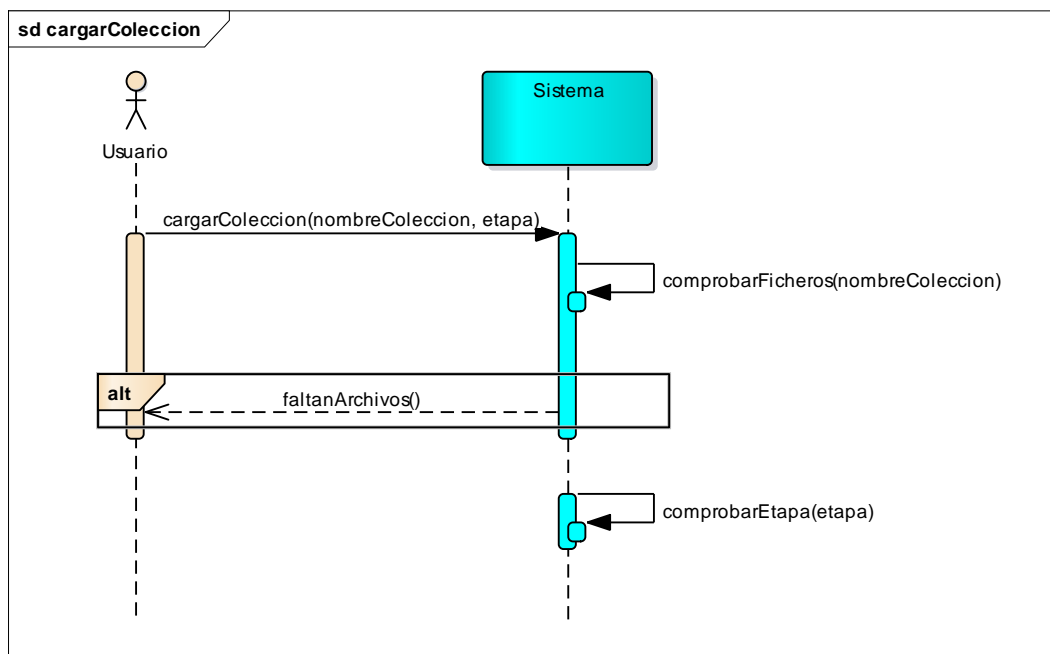 sd cargarColeccion
Usuario
Sistema
cargarColeccion(nombreColeccion, etapa)
comprobarFicheros(nombreColeccion)
alt
faltanArchivos()
comprobarEtapa(etapa)